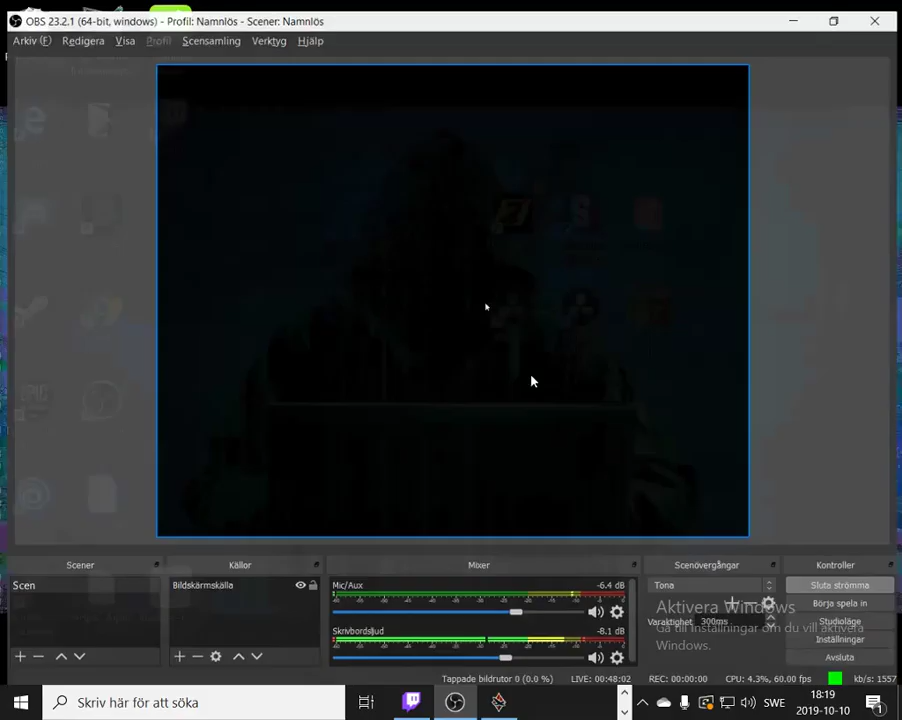 OBS 23.2.1 (64-bit, windows) - Profil: Namnlös - Scener: Namnlös
Arkiv (F) Redigera Visa Profil Scensamling Verktyg Hjälp
Scener Källor Mixer Scenövergångar Kontroller
Scen
Bildskärmskälla
Mic/Aux -6.4 dB
Skrivbordsljud -8.1 dB
Tona
Varaktighet 300ms
Sluta strömma
Börja spela in
Studioläge
Inställningar
Avsluta
Aktivera Windows
Gå till Inställningar om du vill aktivera
Windows.
Tappade bildrutor 0 (0.0 %) LIVE: 00:48:02 REC: 00:00:00 CPU: 4.3%, 60.00 fps kb/s: 1557
Skriv här för att söka
SWE
18:19
2019-10-10
1